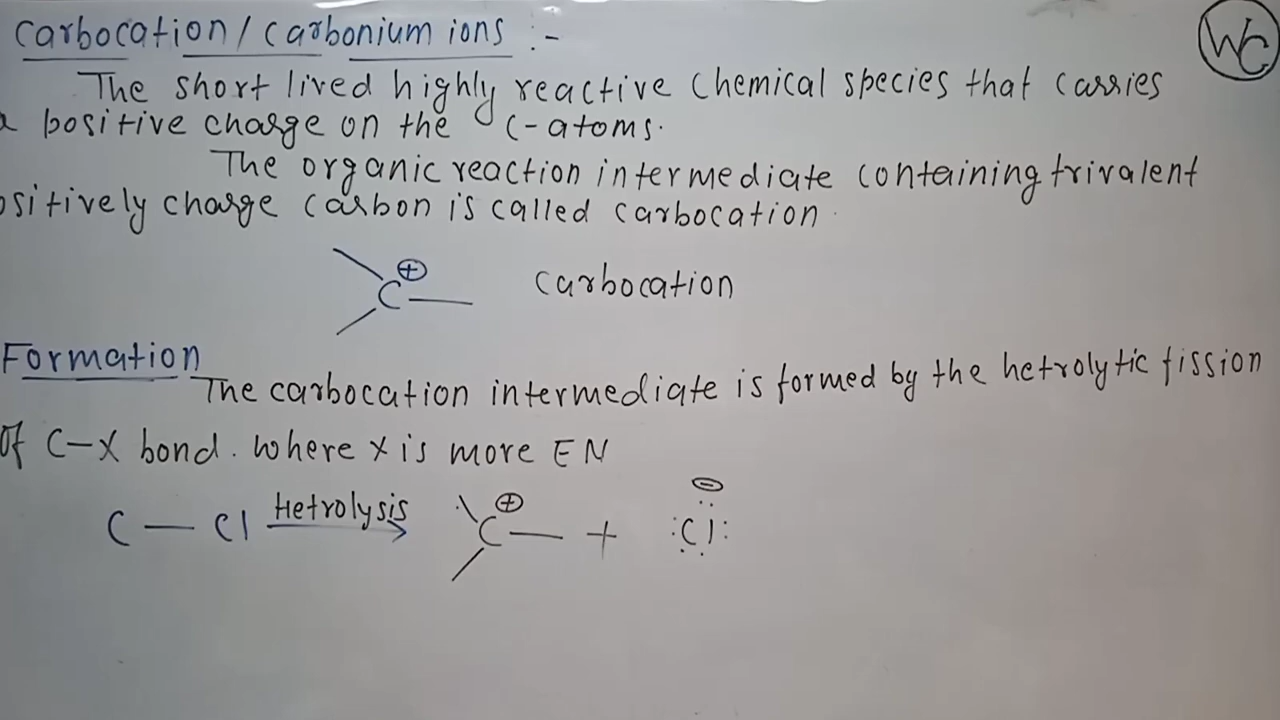 Carbocation / Carbonium ions :-
WC
The short lived highly reactive chemical species that carries
a positive charge on the C-atoms.
The organic reaction intermediate containing trivalent
ositively charge carbon is called carbocation.
C⊕ carbocation
Formation
The carbocation intermediate is formed by the hetrolytic fission
Of C-X bond. where X is more EN
C — Cl Hetrolysis → C⊕ — + :Cl: ⊖